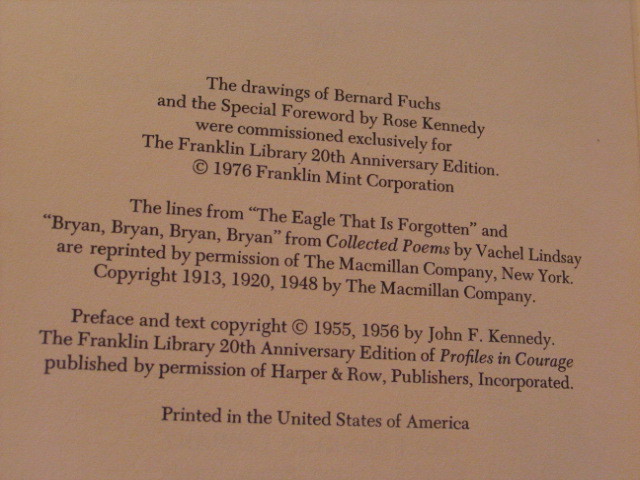 The drawings of Bernard Fuchs
and the Special Foreword by Rose Kennedy
were commissioned exclusively for
The Franklin Library 20th Anniversary Edition.
© 1976 Franklin Mint Corporation
The lines from "The Eagle That Is Forgotten" and
"Bryan, Bryan, Bryan, Bryan" from Collected Poems by Vachel Lindsay
are reprinted by permission of The Macmillan Company, New York.
Copyright 1913, 1920, 1948 by The Macmillan Company.
Preface and text copyright © 1955, 1956 by John F. Kennedy.
The Franklin Library 20th Anniversary Edition of Profiles in Courage
published by permission of Harper & Row, Publishers, Incorporated.
Printed in the United States of America